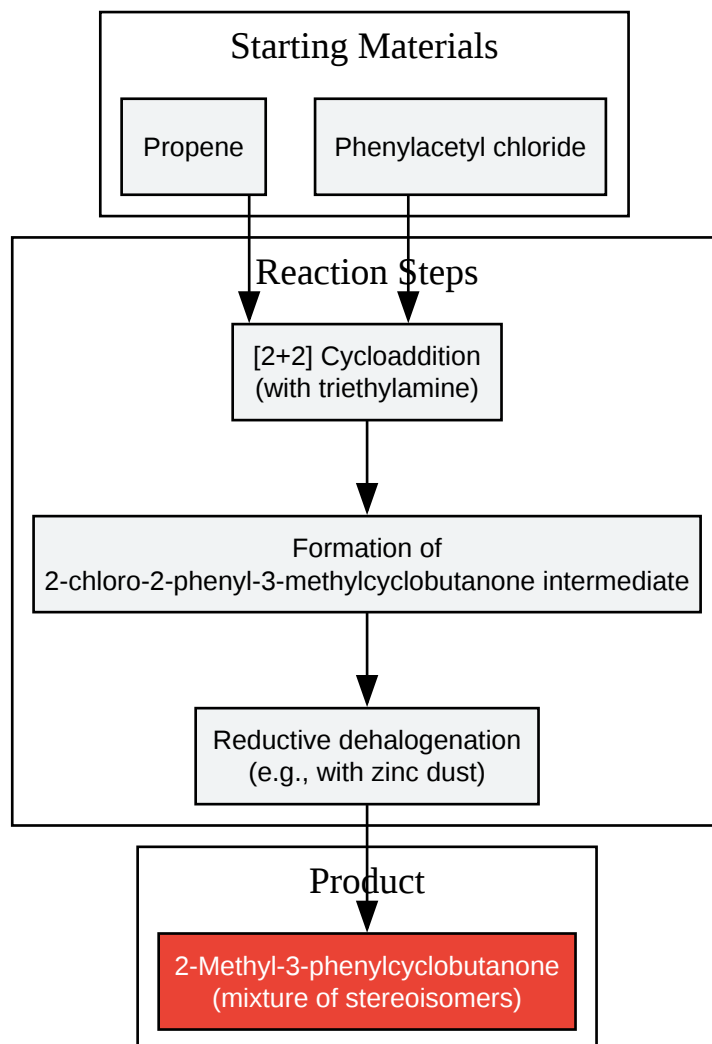 Starting Materials
Propene
Phenylacetyl chloride
Reaction Steps
[2+2] Cycloaddition
(with triethylamine)
Formation of
2-chloro-2-phenyl-3-methylcyclobutanone intermediate
Reductive dehalogenation
(e.g., with zinc dust)
Product
2-Methyl-3-phenylcyclobutanone
(mixture of stereoisomers)